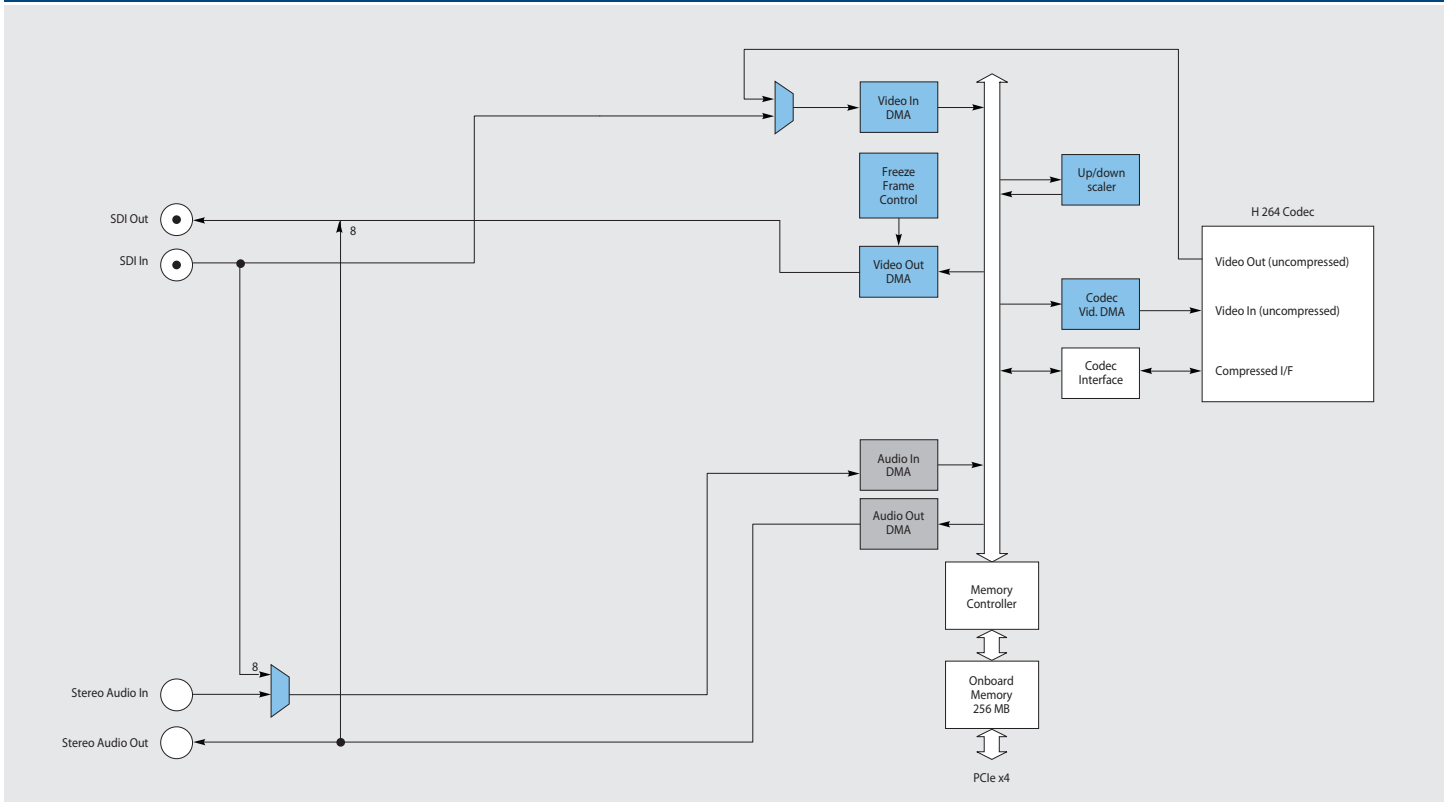 Video In
DMA
Freeze
Frame
Control
Up/down
scaler
H 264 Codec
SDI Out
8
SDI In
Video Out
DMA
Video Out (uncompressed)
Codec
Vid. DMA
Video In (uncompressed)
Codec
Interface
Compressed I/F
Audio In
DMA
Audio Out
DMA
Memory
Controller
8
Stereo Audio In
Onboard
Memory
256 MB
Stereo Audio Out
PCIe x4